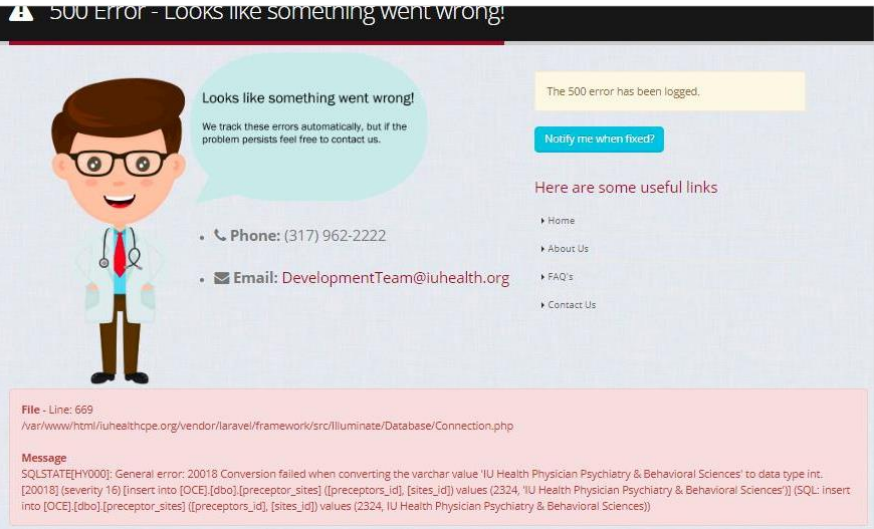 500 Error - Looks like something went wrong!
Looks like something went wrong!
We track these errors automatically, but if the
problem persists feel free to contact us.
Phone: (317) 962-2222
Email: DevelopmentTeam@iuhealth.org
The 500 error has been logged.
Notify me when fixed?
Here are some useful links
Home
About Us
FAQ's
Contact Us
File - Line: 669
/var/www/html/iuhealthcpe.org/vendor/laravel/framework/src/Illuminate/Database/Connection.php
Message
SQLSTATE[HY000]: General error: 20018 Conversion failed when converting the varchar value 'IU Health Physician Psychiatry & Behavioral Sciences' to data type int.
[20018] (severity 16) [insert into [OCE].[dbo].[preceptor_sites] ([preceptors_id], [sites_id]) values (2324, 'IU Health Physician Psychiatry & Behavioral Sciences')] (SQL: insert
into [OCE].[dbo].[preceptor_sites] ([preceptors_id], [sites_id]) values (2324, IU Health Physician Psychiatry & Behavioral Sciences))